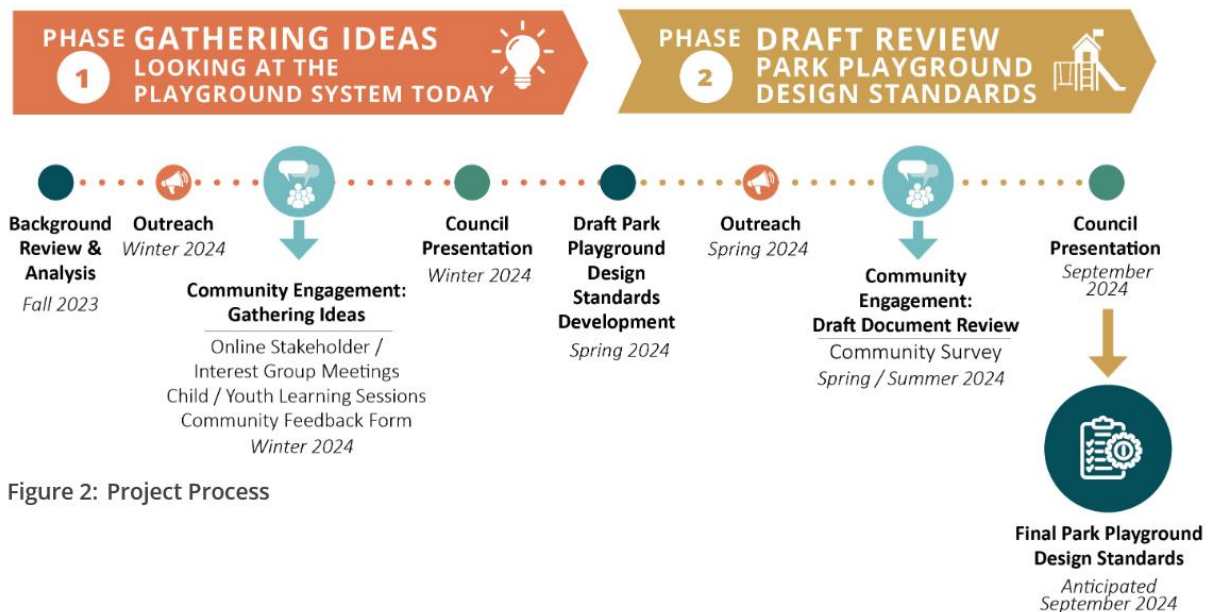 PHASE 1
GATHERING IDEAS
LOOKING AT THE
PLAYGROUND SYSTEM TODAY
PHASE 2
DRAFT REVIEW
PARK PLAYGROUND
DESIGN STANDARDS
Background
Review &
Analysis
Fall 2023
Outreach
Winter 2024
Community Engagement:
Gathering Ideas
Online Stakeholder /
Interest Group Meetings
Child / Youth Learning Sessions
Community Feedback Form
Winter 2024
Council
Presentation
Winter 2024
Draft Park
Playground
Design
Standards
Development
Spring 2024
Outreach
Spring 2024
Community
Engagement:
Draft Document Review
Community Survey
Spring / Summer 2024
Council
Presentation
September
2024
Final Park Playground
Design Standards
Anticipated
September 2024
Figure 2: Project Process